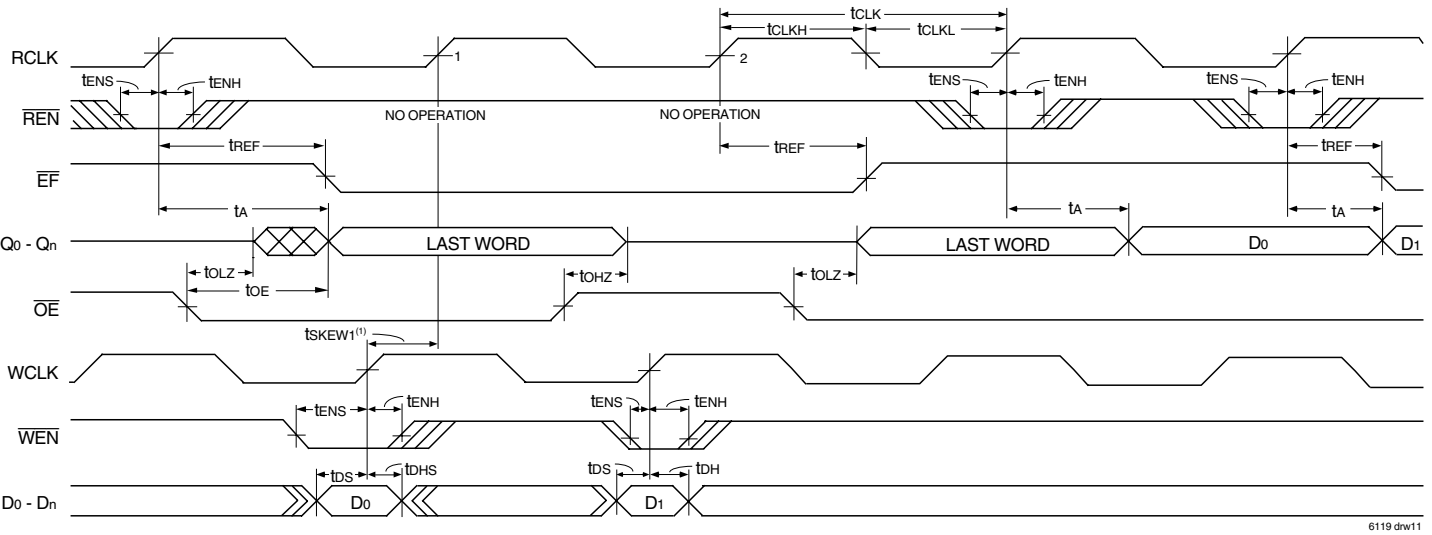 tCLK
tCLKH tCLKL
RCLK 1 2
tENS tENH tENS tENH tENS tENH
REN NO OPERATION NO OPERATION
tREF tREF tREF
EF
tA tA tA
Q0 - Qn LAST WORD LAST WORD D0 D1
tOLZ tOHZ tOLZ
tOE
OE
tSKEW1(1)
WCLK
tENS tENH tENS tENH
WEN
tDS tDHS tDS tDH
D0 - Dn D0 D1
6119 drw11